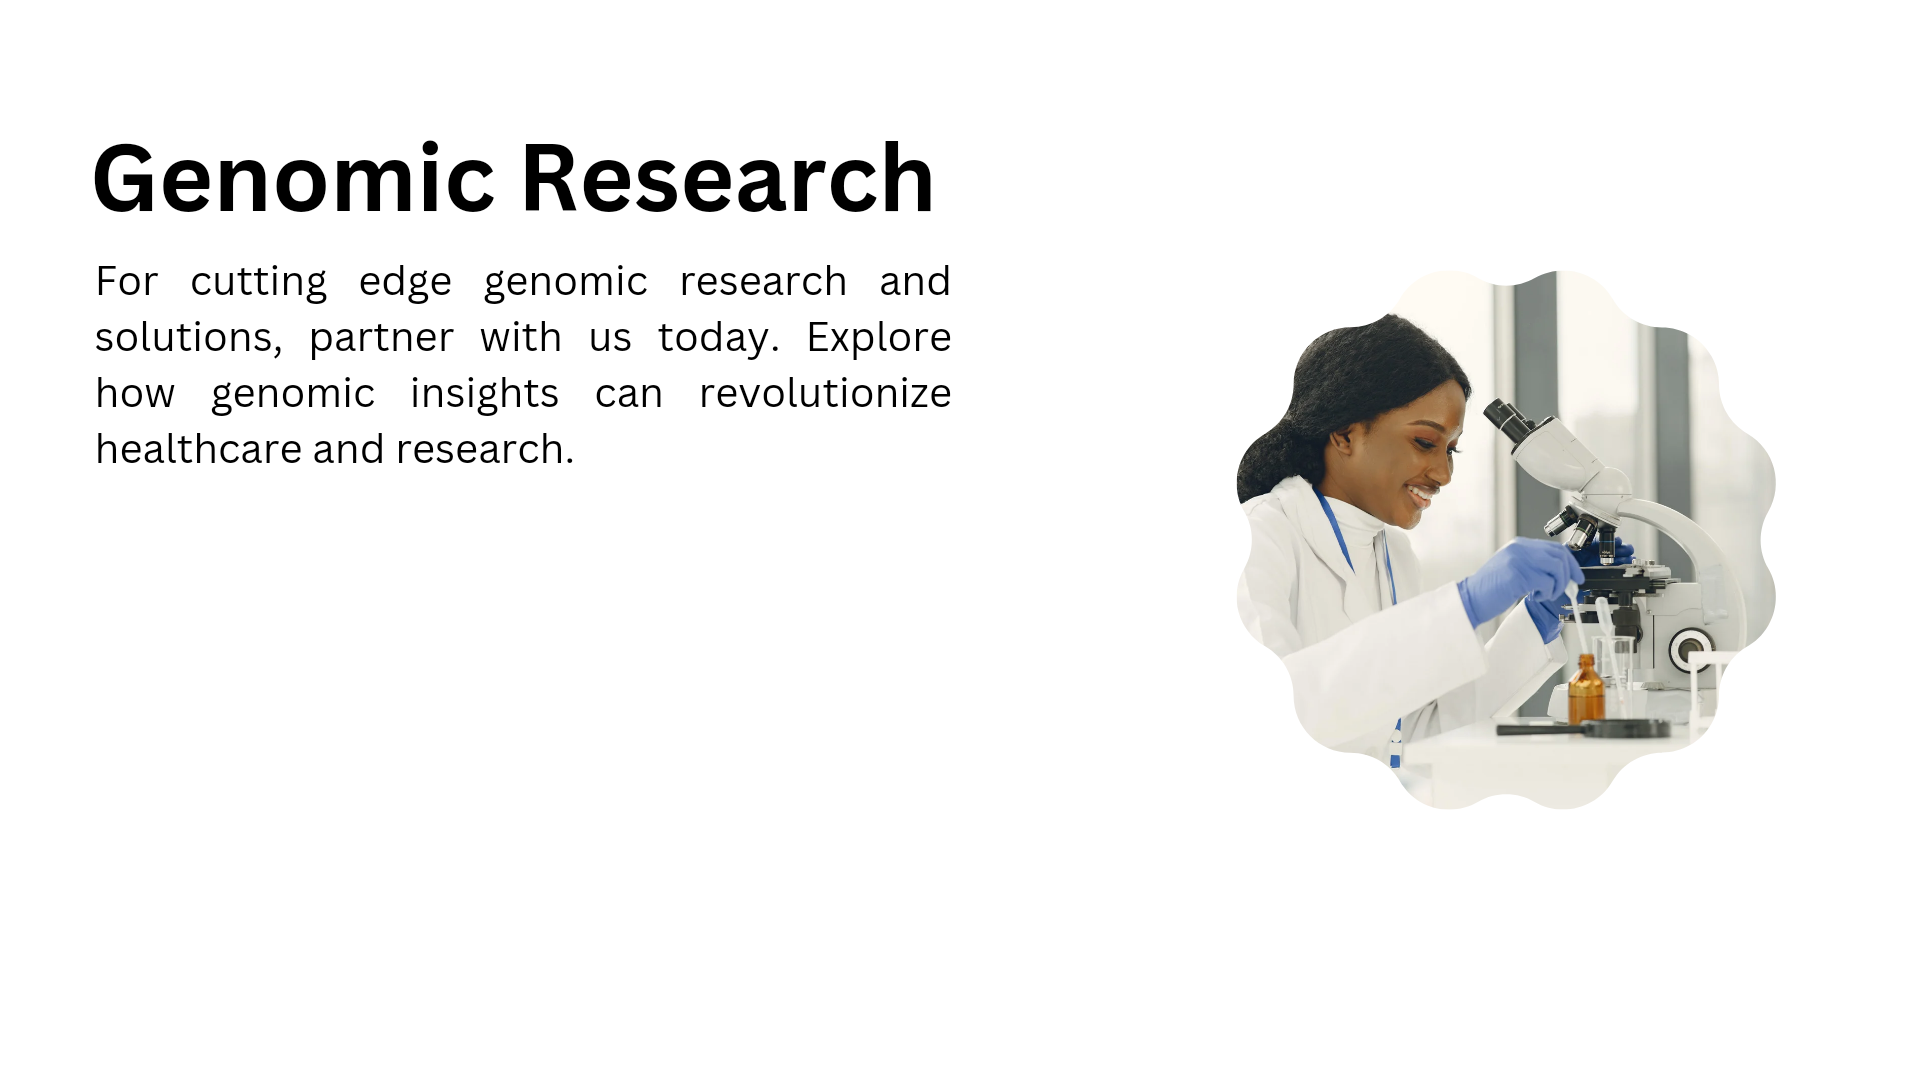 Genomic Research
For cutting edge genomic research and
solutions, partner with us today. Explore
how genomic insights can revolutionize
healthcare and research.